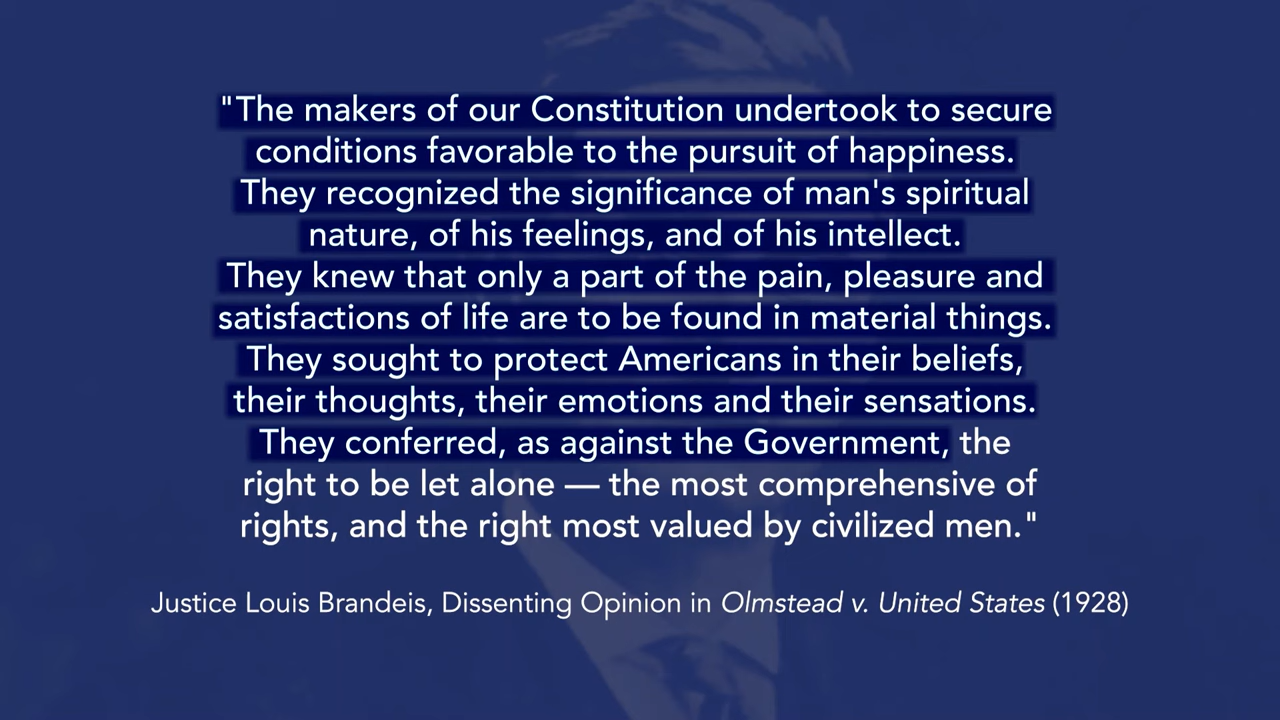 "The makers of our Constitution undertook to secure
conditions favorable to the pursuit of happiness.
They recognized the significance of man's spiritual
nature, of his feelings, and of his intellect.
They knew that only a part of the pain, pleasure and
satisfactions of life are to be found in material things.
They sought to protect Americans in their beliefs,
their thoughts, their emotions and their sensations.
They conferred, as against the Government, the
right to be let alone — the most comprehensive of
rights, and the right most valued by civilized men."
Justice Louis Brandeis, Dissenting Opinion in Olmstead v. United States (1928)